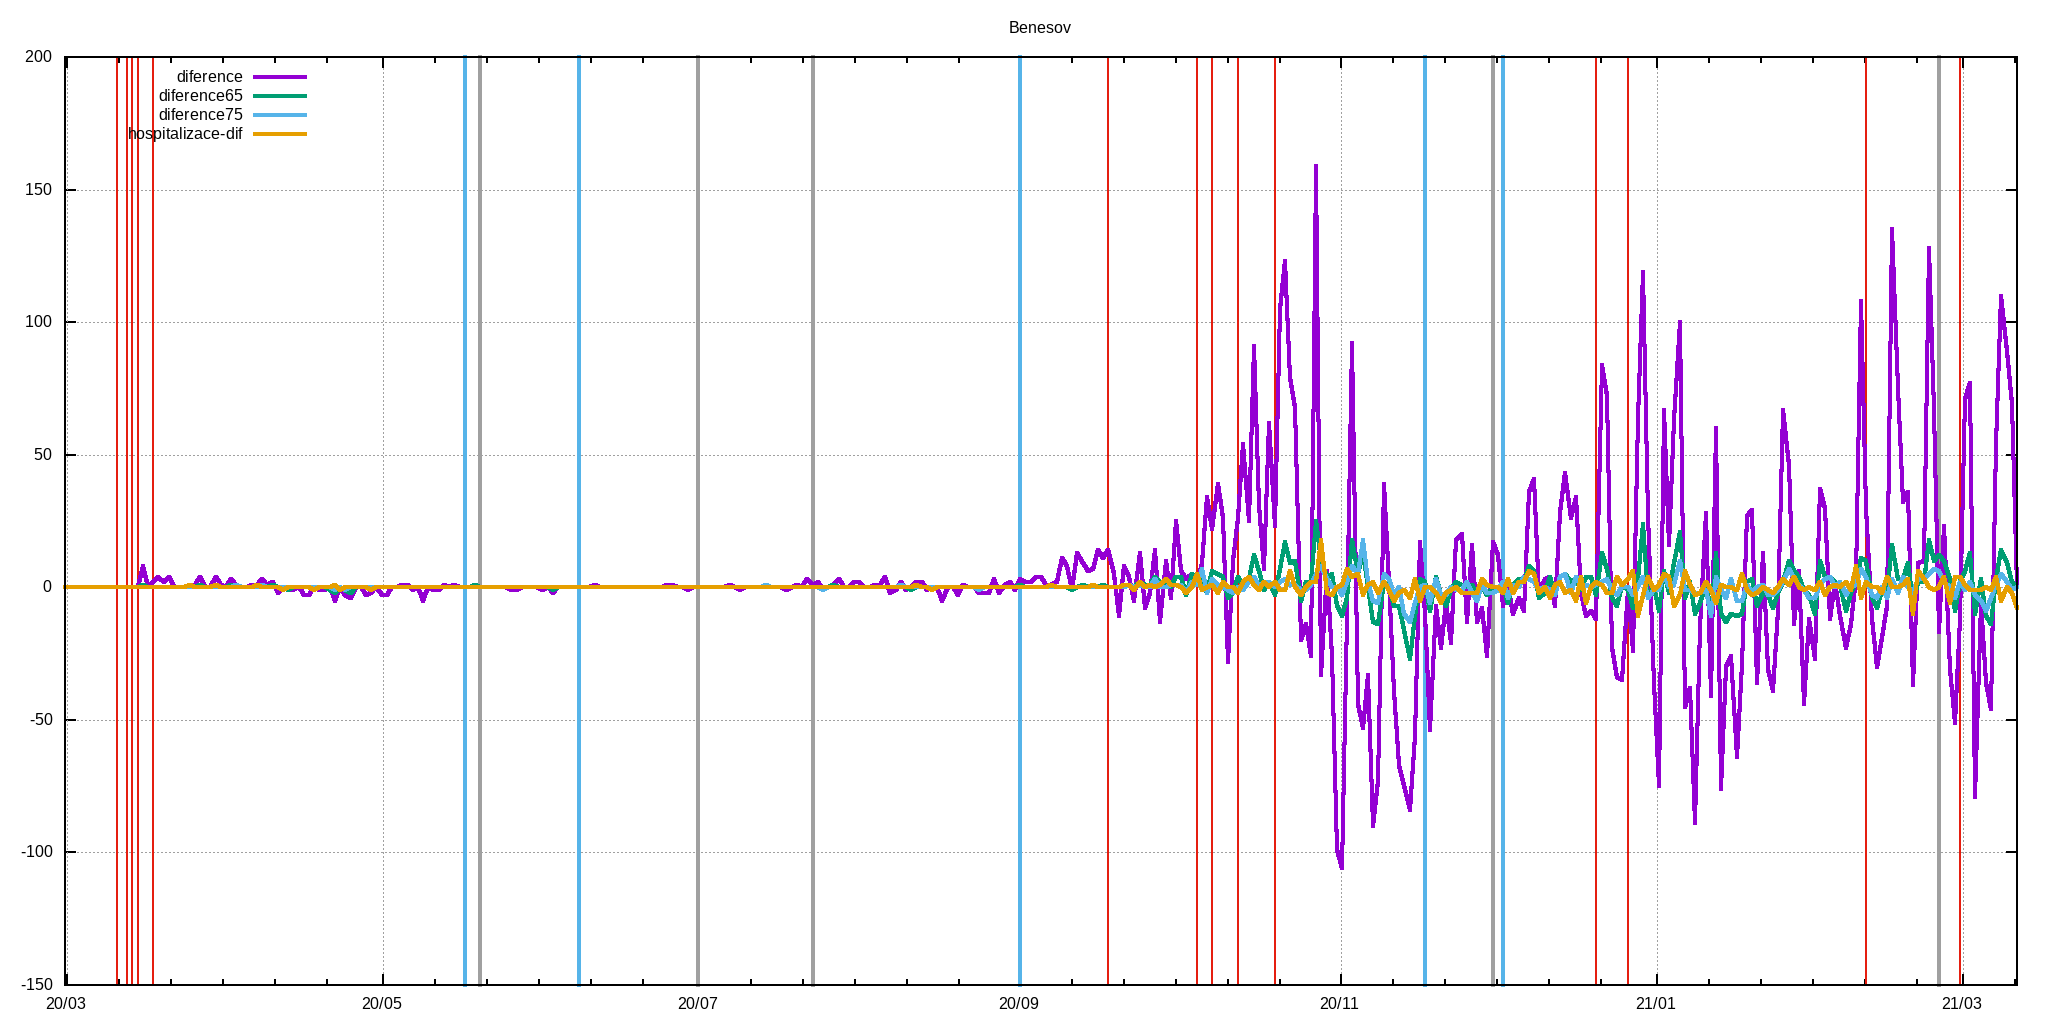 Benesov
200
150
100
50
0
-50
-100
-150
diference
diference65
diference75
hospitalizace-dif
20/03 20/05 20/07 20/09 20/11 21/01 21/03